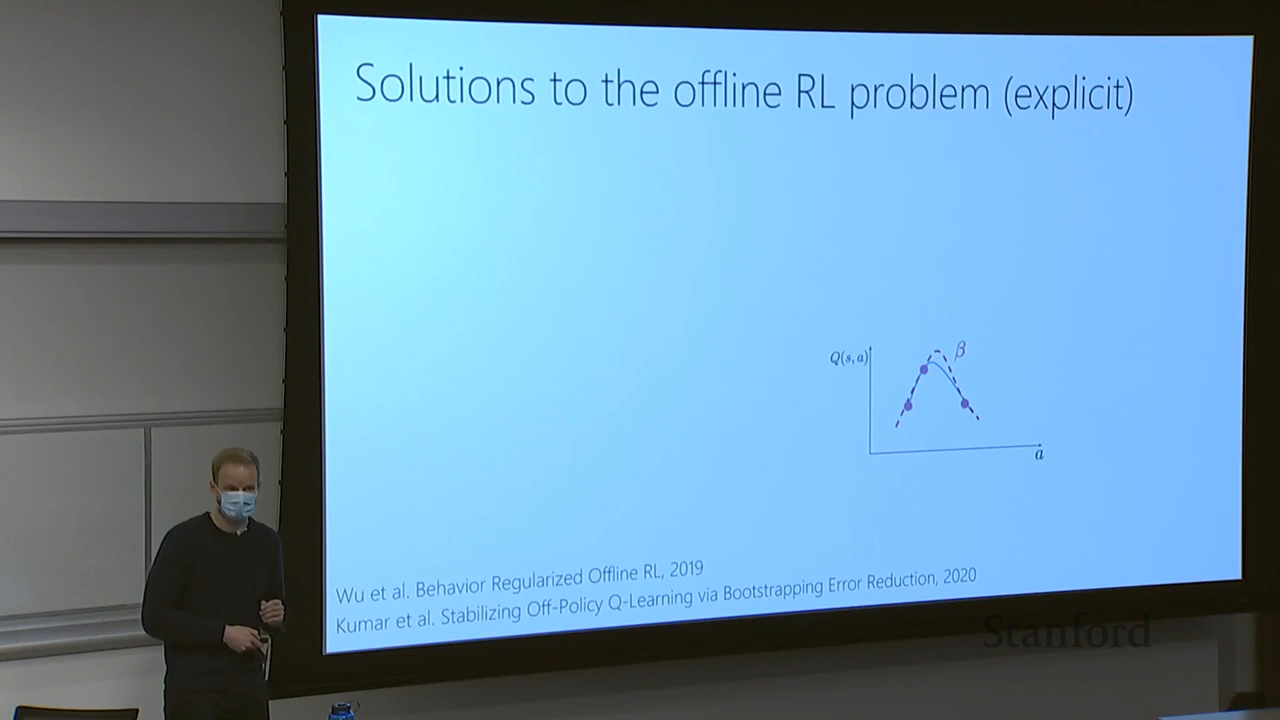 Solutions to the offline RL problem (explicit)
Q(s, a)
β
a
Wu et al. Behavior Regularized Offline RL, 2019
Kumar et al. Stabilizing Off-Policy Q-Learning via Bootstrapping Error Reduction, 2020
Stanford